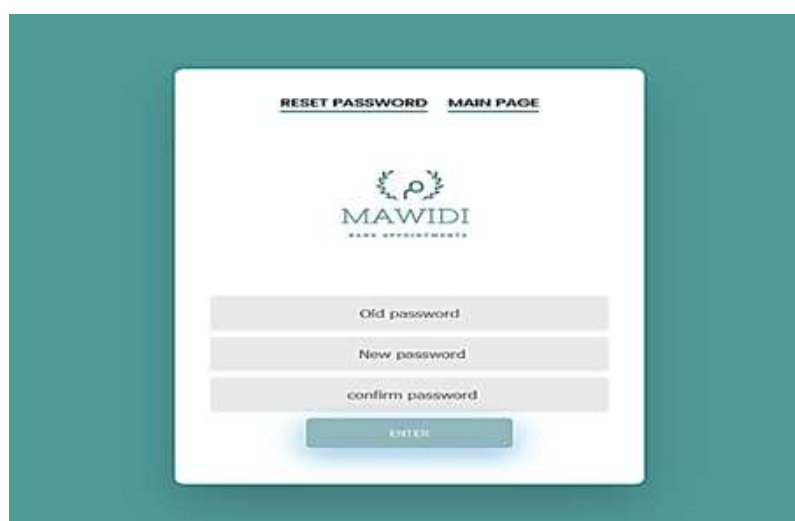 RESET PASSWORD MAIN PAGE
م
MAWIDI
BANK APPOINTMENTS
Old password
New password
confirm password
ENTER